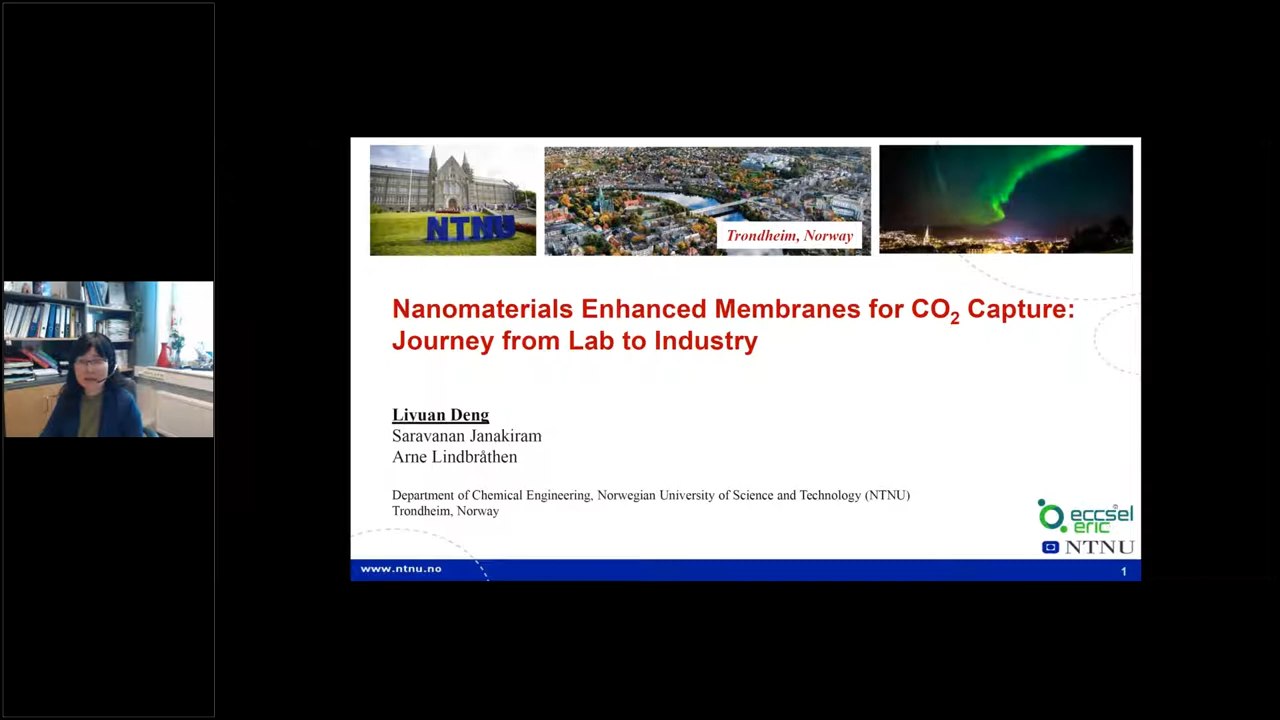 NTNU
Trondheim, Norway
Nanomaterials Enhanced Membranes for CO2 Capture:
Journey from Lab to Industry
Liyuan Deng
Saravanan Janakiram
Arne Lindbråthen
Department of Chemical Engineering, Norwegian University of Science and Technology (NTNU)
Trondheim, Norway
eccsel
eric
NTNU
www.ntnu.no
1